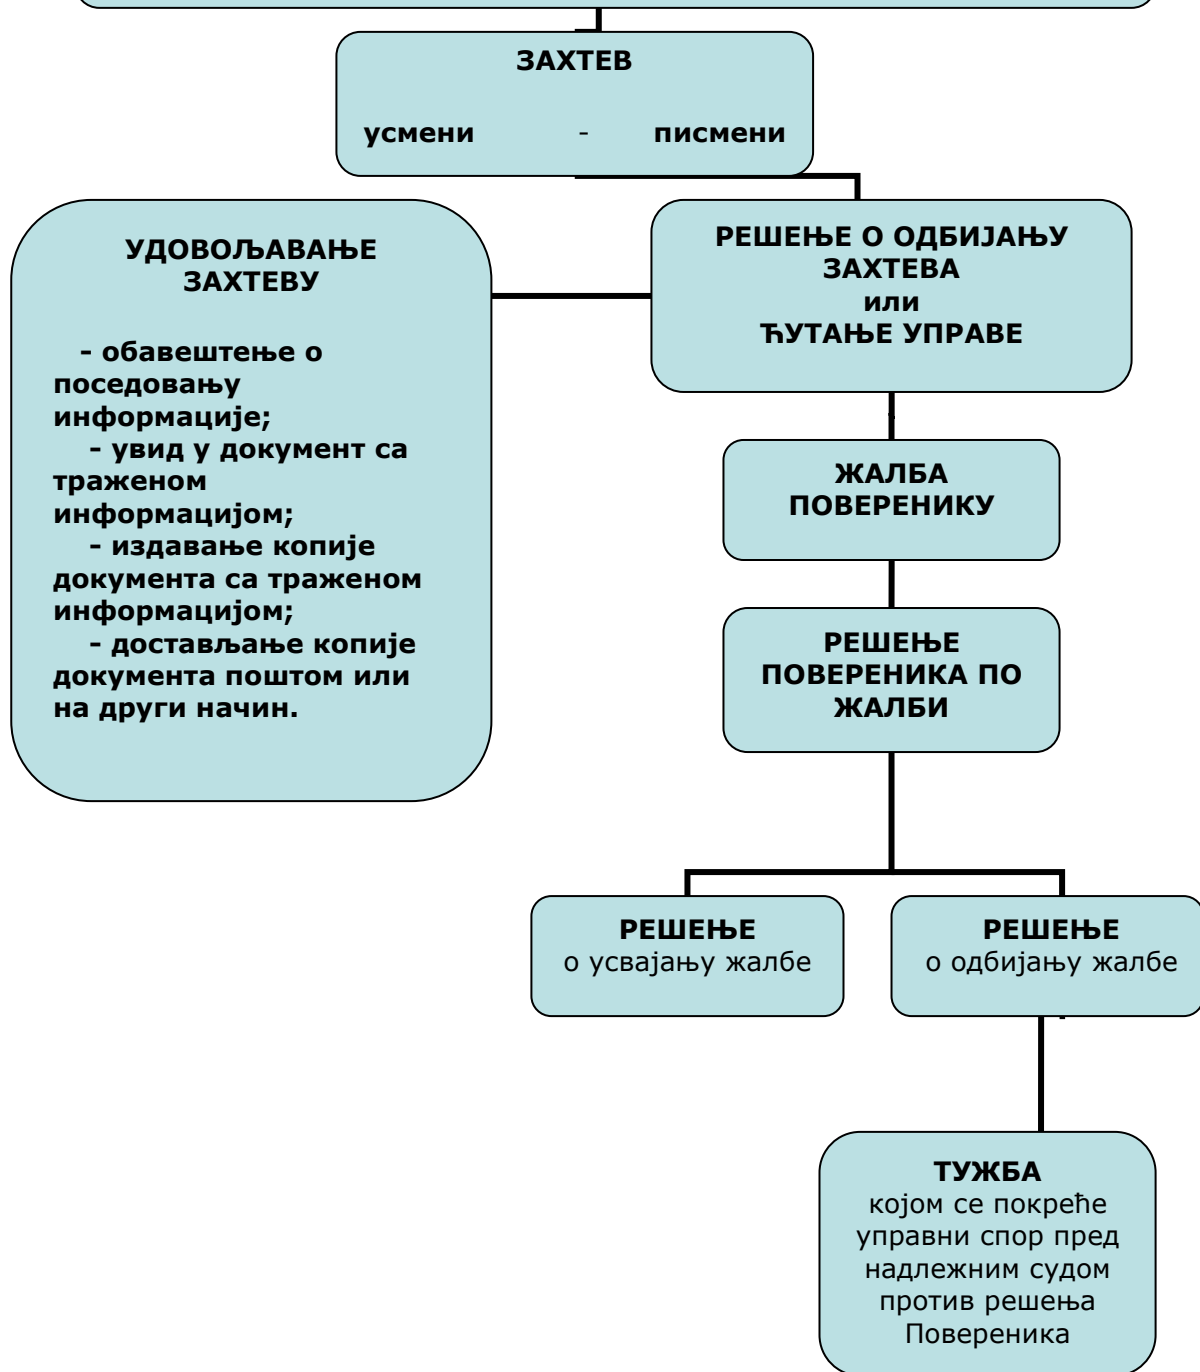 ЗАХТЕВ
усмени - писмени
УДОВОЉАВАЊЕ
ЗАХТЕВУ
- обавештење о
поседовању
информације;
- увид у документ са
траженом
информацијом;
- издавање копије
документа са траженом
информацијом;
- достављање копије
документа поштом или
на други начин.
РЕШЕЊЕ О ОДБИЈАЊУ
ЗАХТЕВА
или
ЋУТАЊЕ УПРАВЕ
ЖАЛБА
ПОВЕРЕНИКУ
РЕШЕЊЕ
ПОВЕРЕНИКА ПО
ЖАЛБИ
РЕШЕЊЕ
о усвајању жалбе
РЕШЕЊЕ
о одбијању жалбе
ТУЖБА
којом се покреће
управни спор пред
надлежним судом
против решења
Повереника